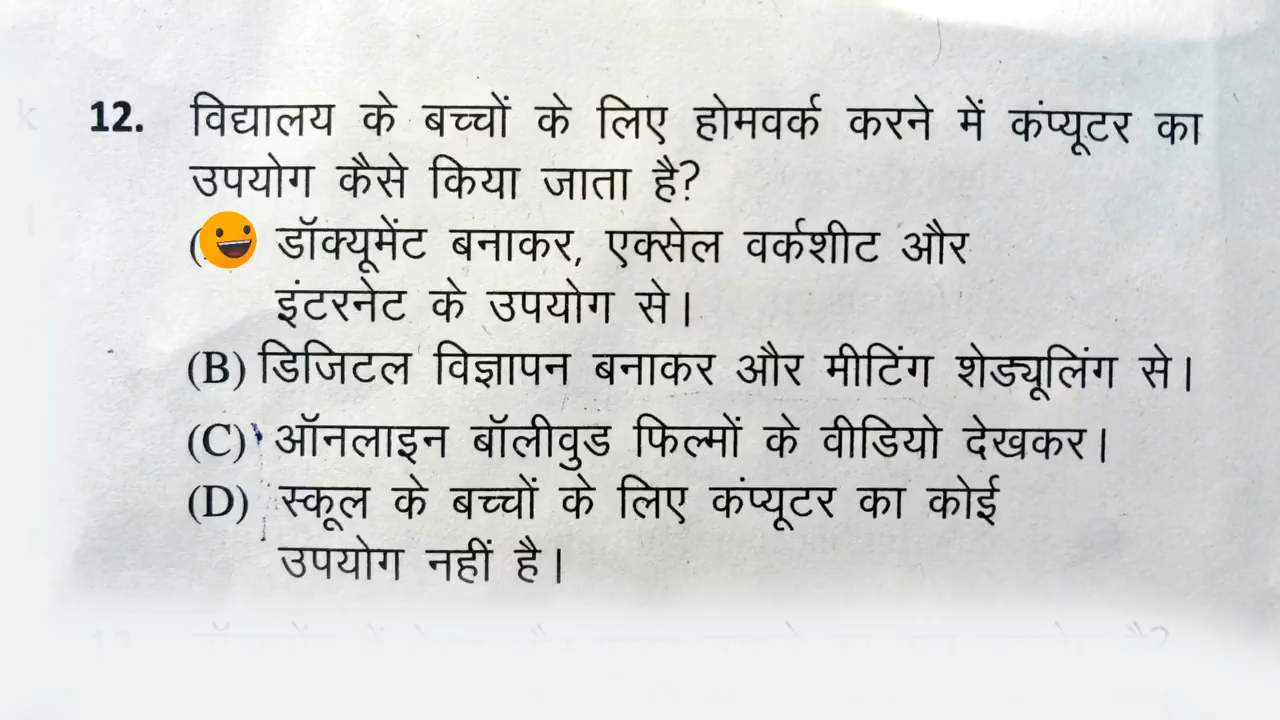 12. विद्यालय के बच्चों के लिए होमवर्क करने में कंप्यूटर का
उपयोग कैसे किया जाता है?
( डॉक्यूमेंट बनाकर, एक्सेल वर्कशीट और
इंटरनेट के उपयोग से।
(B) डिजिटल विज्ञापन बनाकर और मीटिंग शेड्यूलिंग से।
(C) ऑनलाइन बॉलीवुड फिल्मों के वीडियो देखकर।
(D) स्कूल के बच्चों के लिए कंप्यूटर का कोई
उपयोग नहीं है।